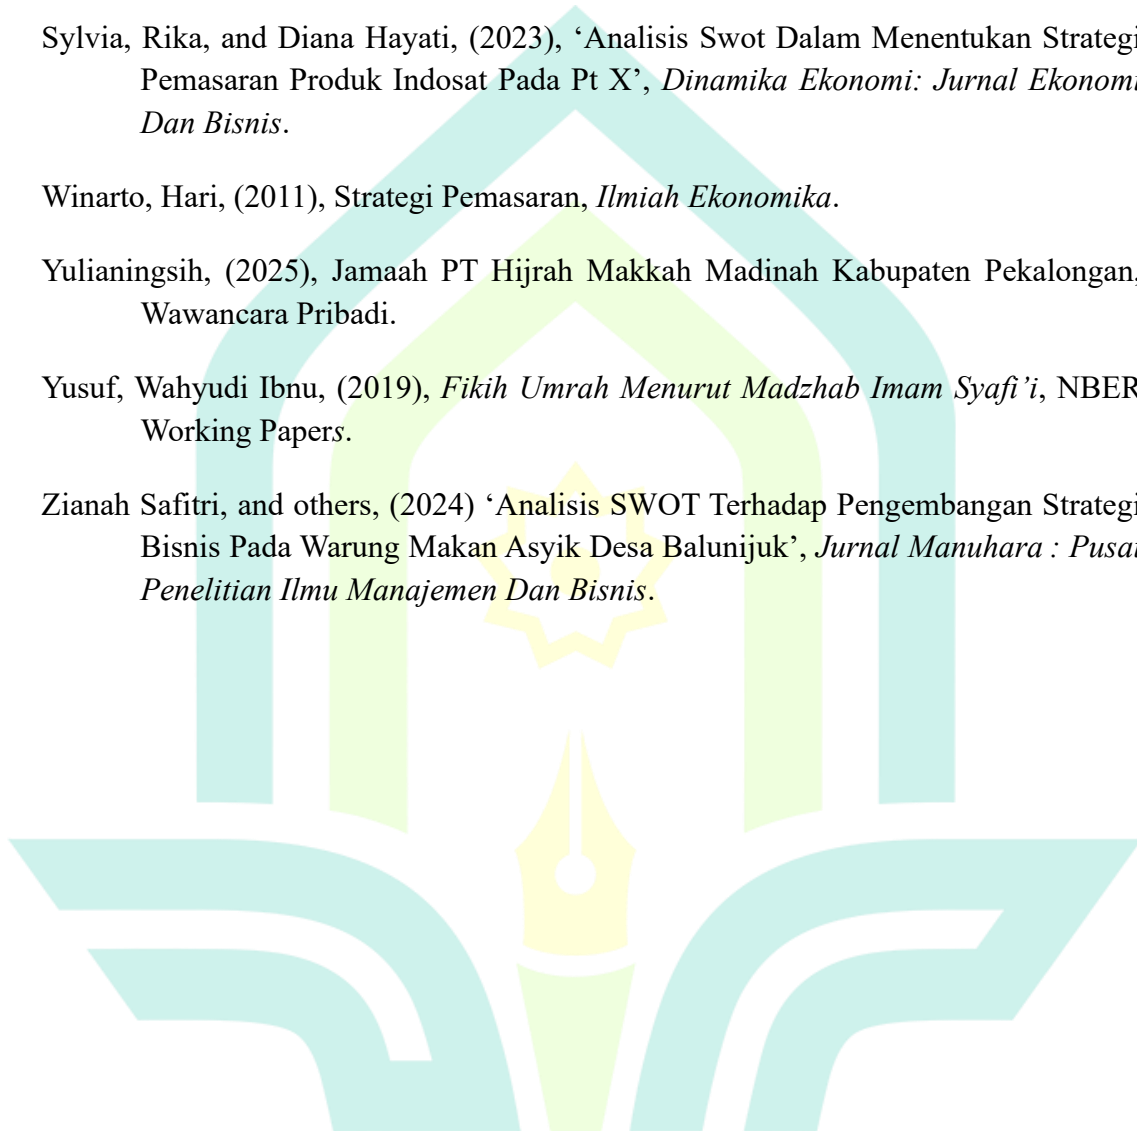 Sylvia, Rika, and Diana Hayati, (2023), ‘Analisis Swot Dalam Menentukan Strategi
Pemasaran Produk Indosat Pada Pt X’, Dinamika Ekonomi: Jurnal Ekonomi
Dan Bisnis.
Winarto, Hari, (2011), Strategi Pemasaran, Ilmiah Ekonomika.
Yulianingsih, (2025), Jamaah PT Hijrah Makkah Madinah Kabupaten Pekalongan,
Wawancara Pribadi.
Yusuf, Wahyudi Ibnu, (2019), Fikih Umrah Menurut Madzhab Imam Syafi’i, NBER
Working Papers.
Zianah Safitri, and others, (2024) ‘Analisis SWOT Terhadap Pengembangan Strategi
Bisnis Pada Warung Makan Asyik Desa Balunijuk’, Jurnal Manuhara : Pusat
Penelitian Ilmu Manajemen Dan Bisnis.